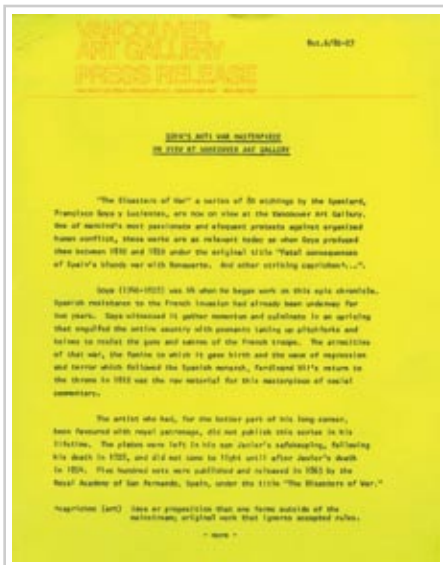 VANCOUVER
ART GALLERY
PRESS RELEASE
GOYA'S ANTI WAR MASTERPIECE
ON VIEW AT VANCOUVER ART GALLERY
"The Disasters of War" a series of 80 etchings by the Spaniard,
Francisco Goya y Lucientes, are now on view at the Vancouver Art Gallery.
One of mankind's most passionate and eloquent protests against organized
human conflict, these works are as relevant today as when Goya produced
them between 1810 and 1820 under the original title "Fatal consequences
of Spain's bloody war with Bonaparte. And other striking caprichos*...".
Goya was when he began work on this epic chronicle.
Spanish resistance to the French invasion had already been underway for
two years. Goya witnessed it gather momentum and culminate in an uprising
that engulfed the entire country with peasants taking up pitchforks and
knives to resist the guns and sabres of the French troops. The atrocities
of that war, the famine to which it gave birth and the wave of repression
and terror which followed the Spanish monarch, Ferdinand VII's return to
the throne in was the raw material for this masterpiece of social
commentary.
The artist who had, for the better part of his long career,
been favoured with royal patronage, did not publish this series in his
lifetime. The plates were left in his son Javier's safekeeping, following
his death in and did not come to light until after Javier's death
in 1854. Five hundred sets were published and released in 1863 by the
Royal Academy of San Fernando, Spain, under the title "The Disasters of War."
*caprichos (art) idea or proposition that one forms outside of the
mainstream; original work that ignores accepted rules.
- more -